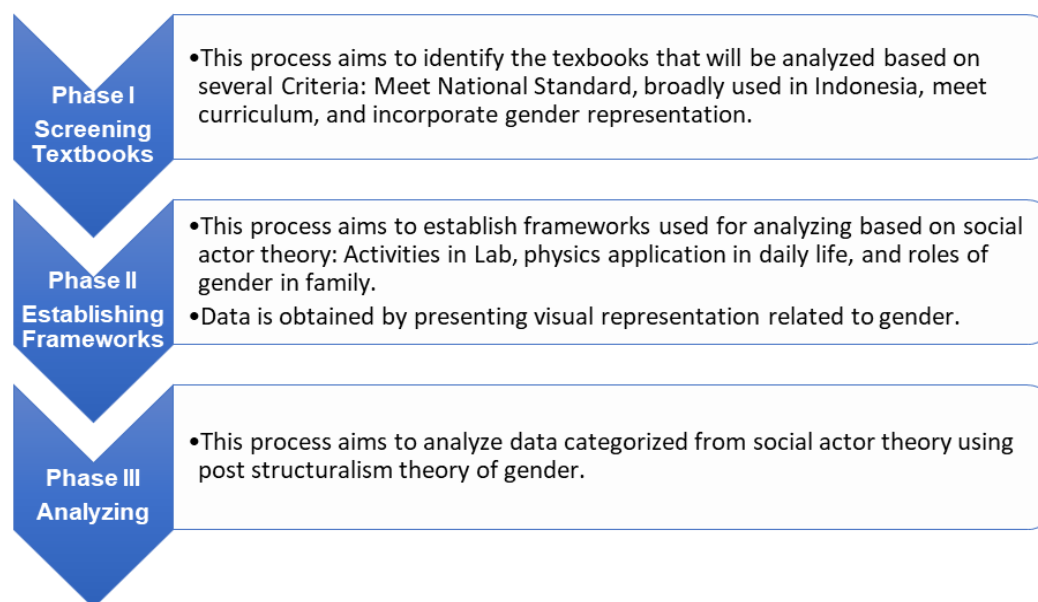 Phase I
Screening
Textbooks
•This process aims to identify the texbooks that will be analyzed based on
several Criteria: Meet National Standard, broadly used in Indonesia, meet
curriculum, and incorporate gender representation.
Phase II
Establishing
Frameworks
•This process aims to establish frameworks used for analyzing based on social
actor theory: Activities in Lab, physics application in daily life, and roles of
gender in family.
•Data is obtained by presenting visual representation related to gender.
Phase III
Analyzing
•This process aims to analyze data categorized from social actor theory using
post structuralism theory of gender.